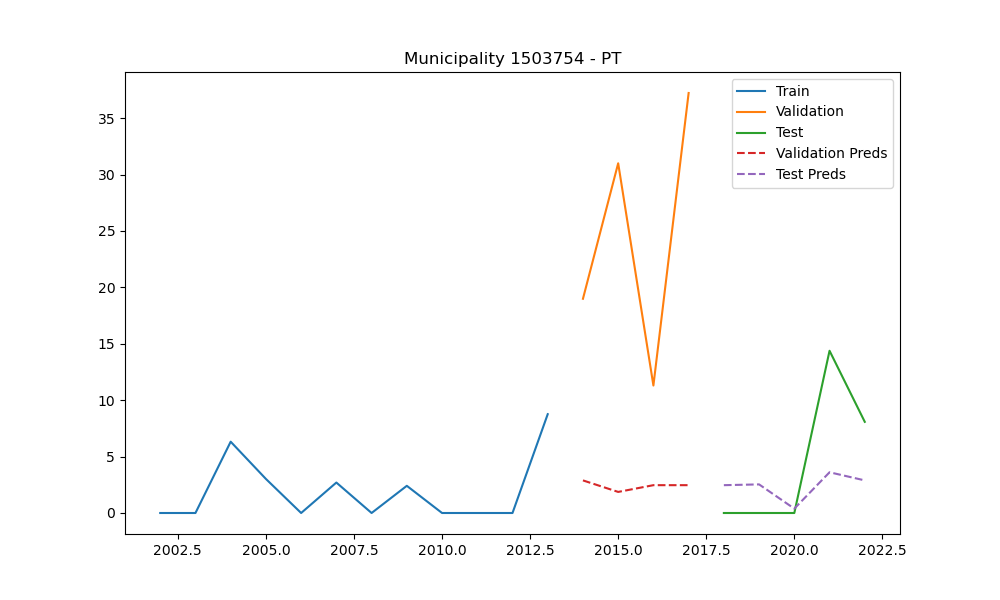 Municipality 1503754 - PT
Train
Validation
Test
Validation Preds
Test Preds
35
30
25
20
15
10
5
0
2002.5 2005.0 2007.5 2010.0 2012.5 2015.0 2017.5 2020.0 2022.5